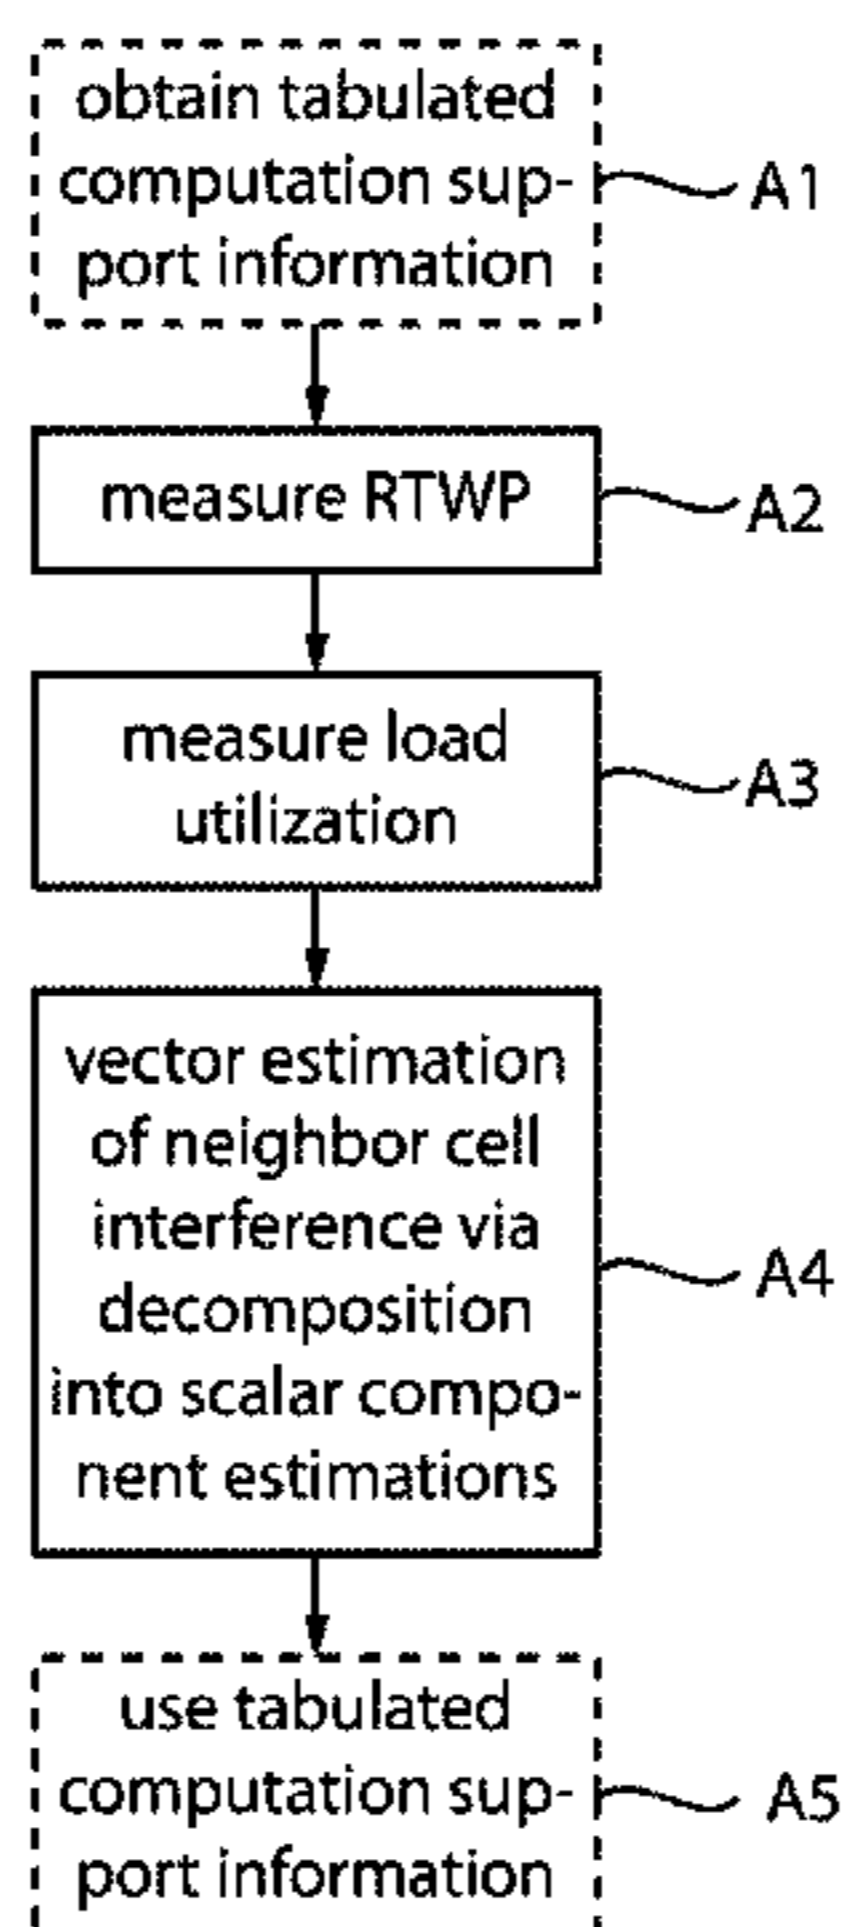 obtain tabulated
computation sup-
port information
A1
measure RTWP
A2
measure load
utilization
A3
vector estimation
of neighbor cell
interference via
decomposition
into scalar compo-
nent estimations
A4
use tabulated
computation sup-
port information
A5